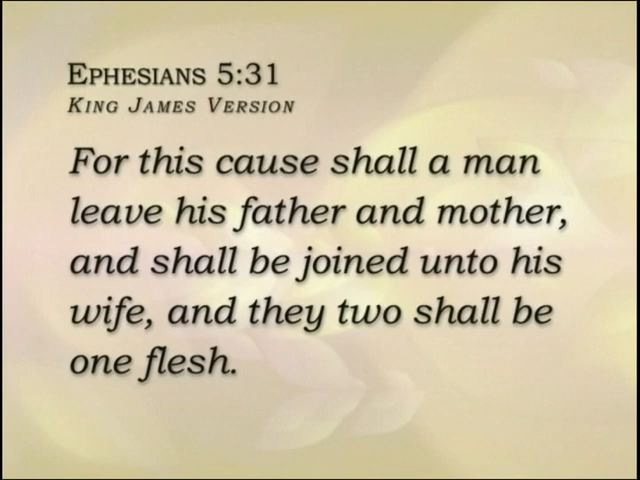 EPHESIANS 5:31
KING JAMES VERSION
For this cause shall a man
leave his father and mother,
and shall be joined unto his
wife, and they two shall be
one flesh.